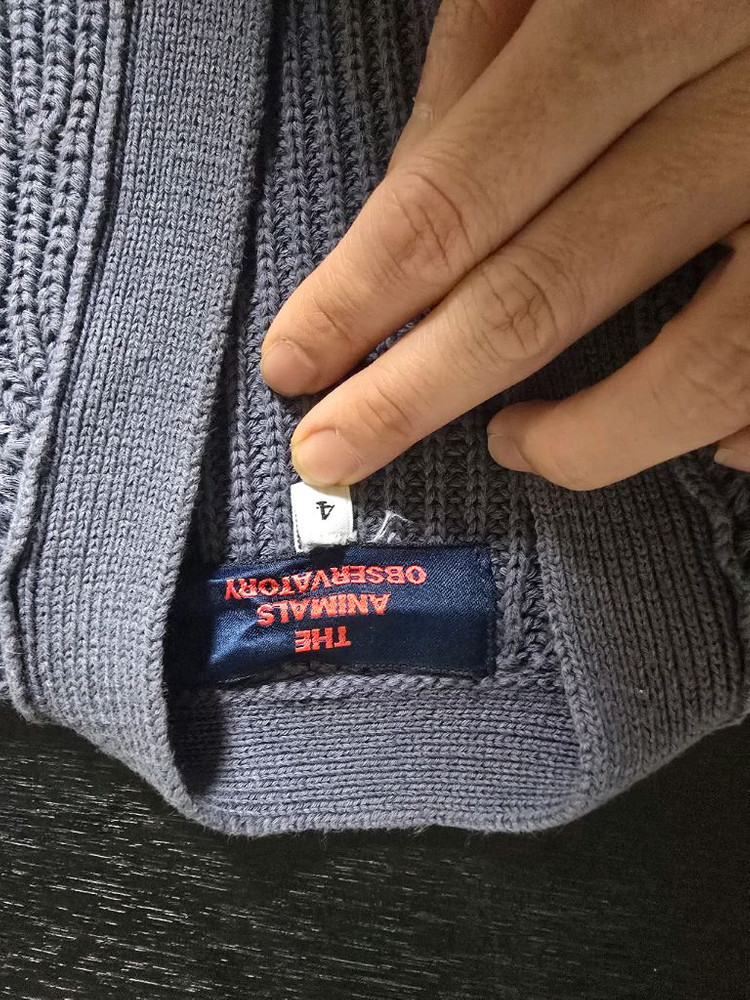 THE
ANIMALS
OBSERVATORY
4